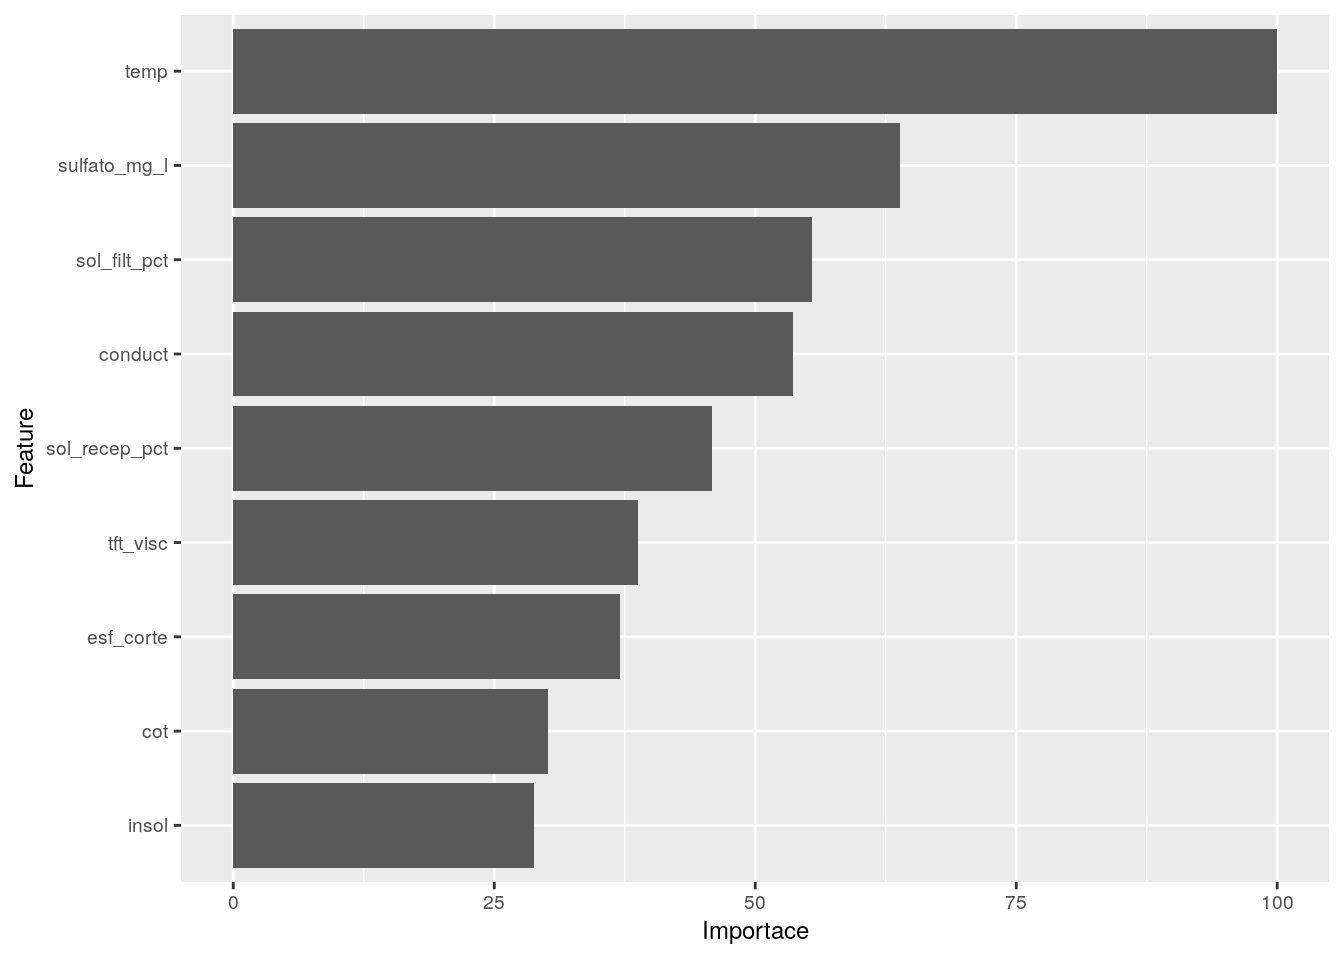 temp
sulfato_mg_l
sol_filt_pct
conduct
sol_recep_pct
tft_visc
esf_corte
cot
insol
Feature
0 25 50 75 100
Importace